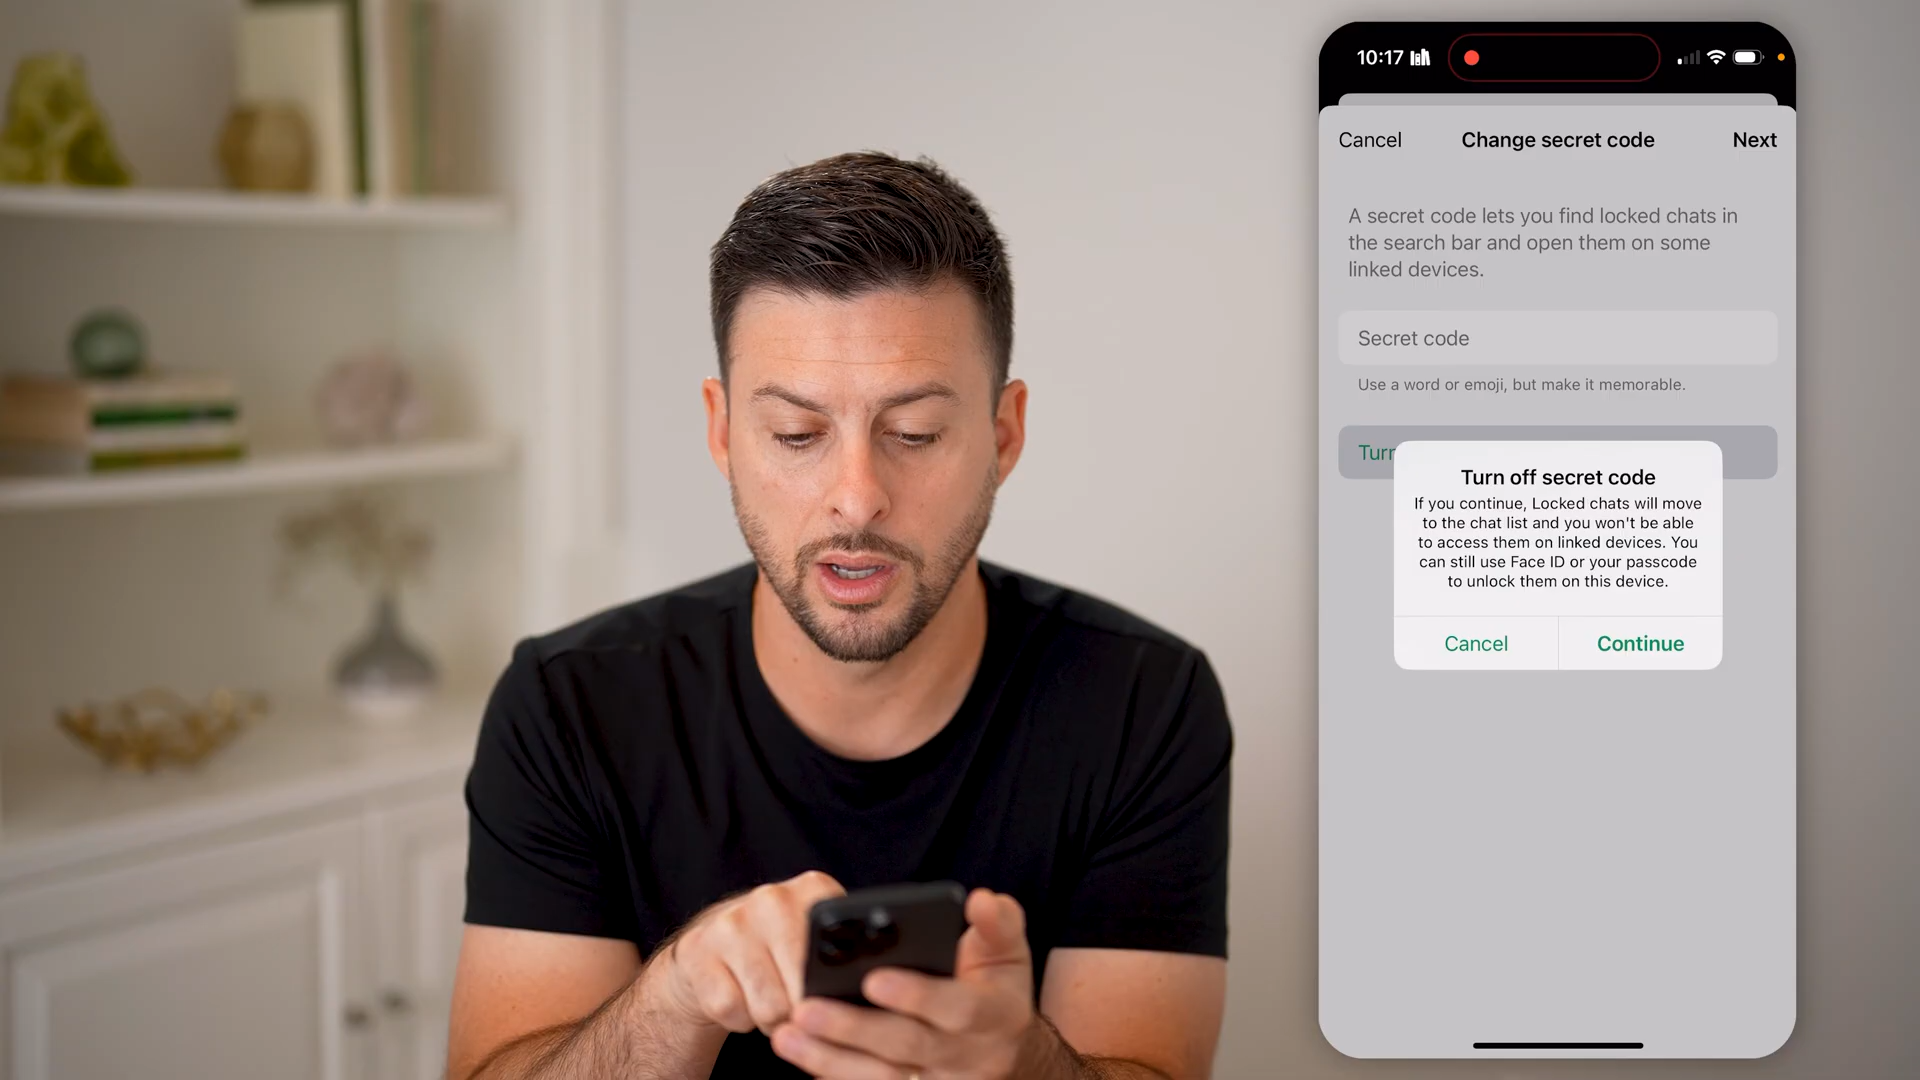 10:17
Cancel Change secret code Next
A secret code lets you find locked chats in
the search bar and open them on some
linked devices.
Secret code
Use a word or emoji, but make it memorable.
Turn off secret code
If you continue, Locked chats will move
to the chat list and you won't be able
to access them on linked devices. You
can still use Face ID or your passcode
to unlock them on this device.
Cancel Continue